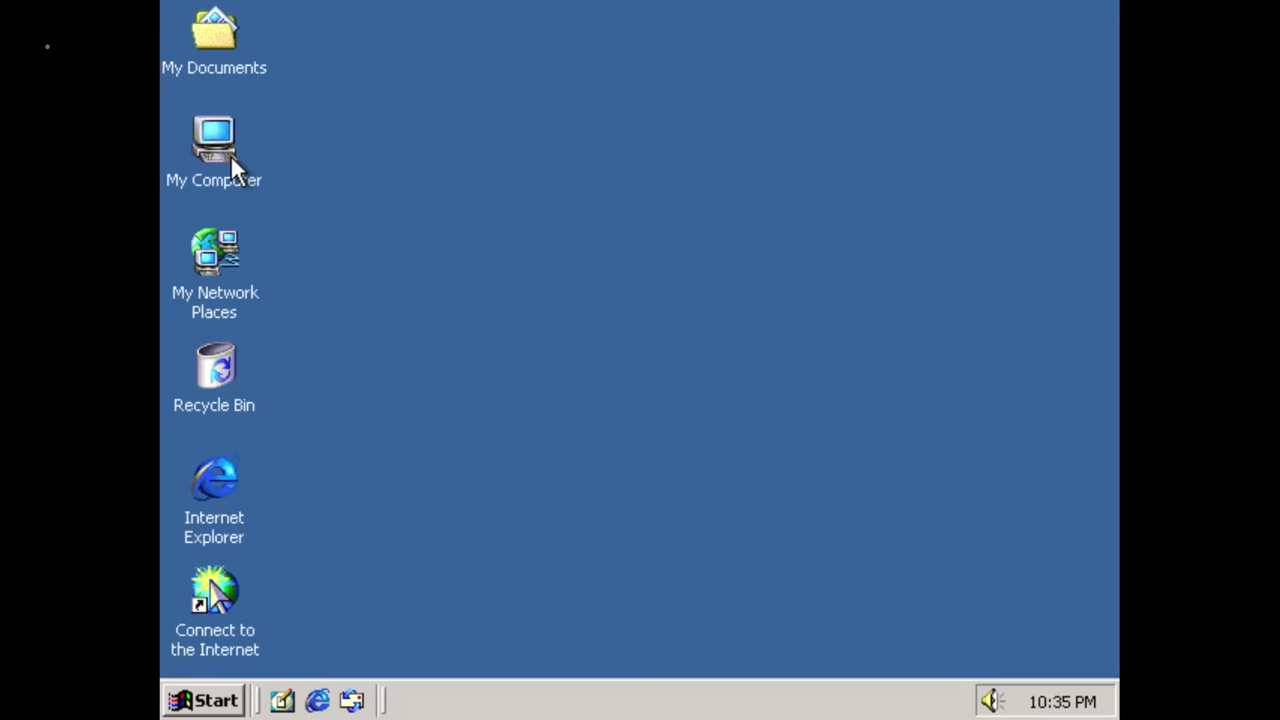 My Documents
My Computer
My Network
Places
Recycle Bin
Internet
Explorer
Connect to
the Internet
Start
10:35 PM